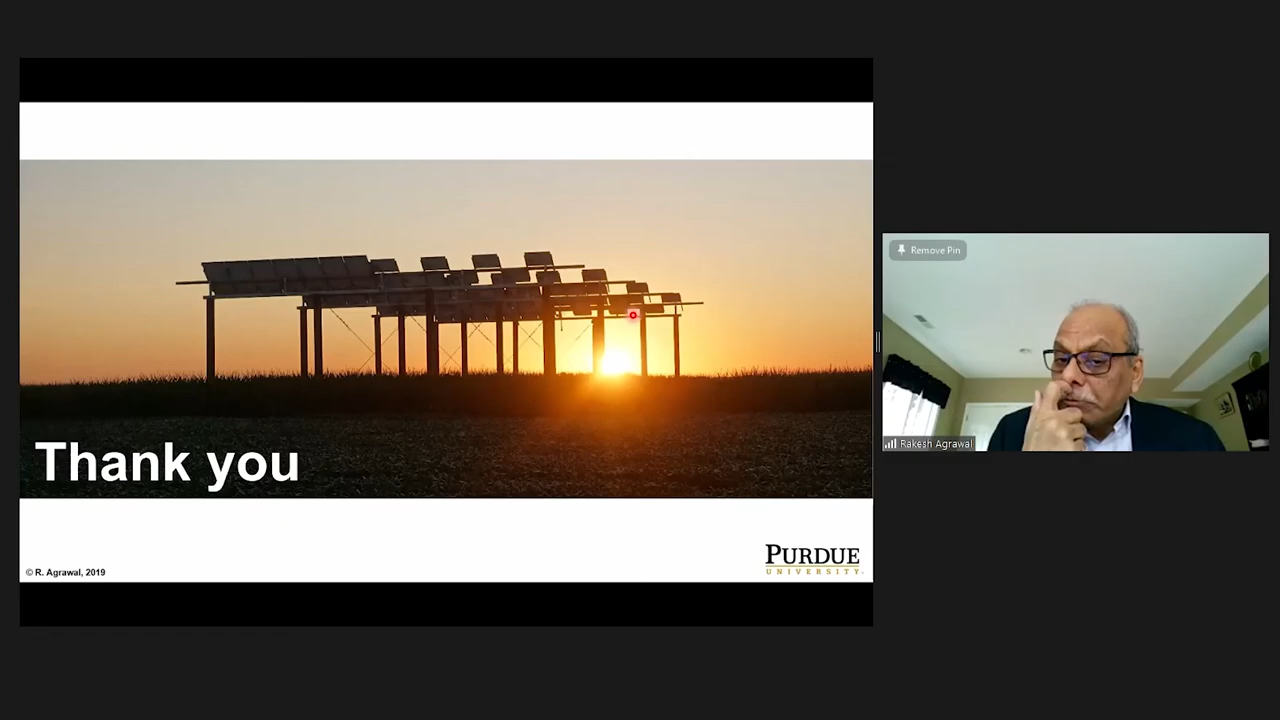 Thank you
© R. Agrawal, 2019
PURDUE
UNIVERSITY
Remove Pin
Rakesh Agrawal